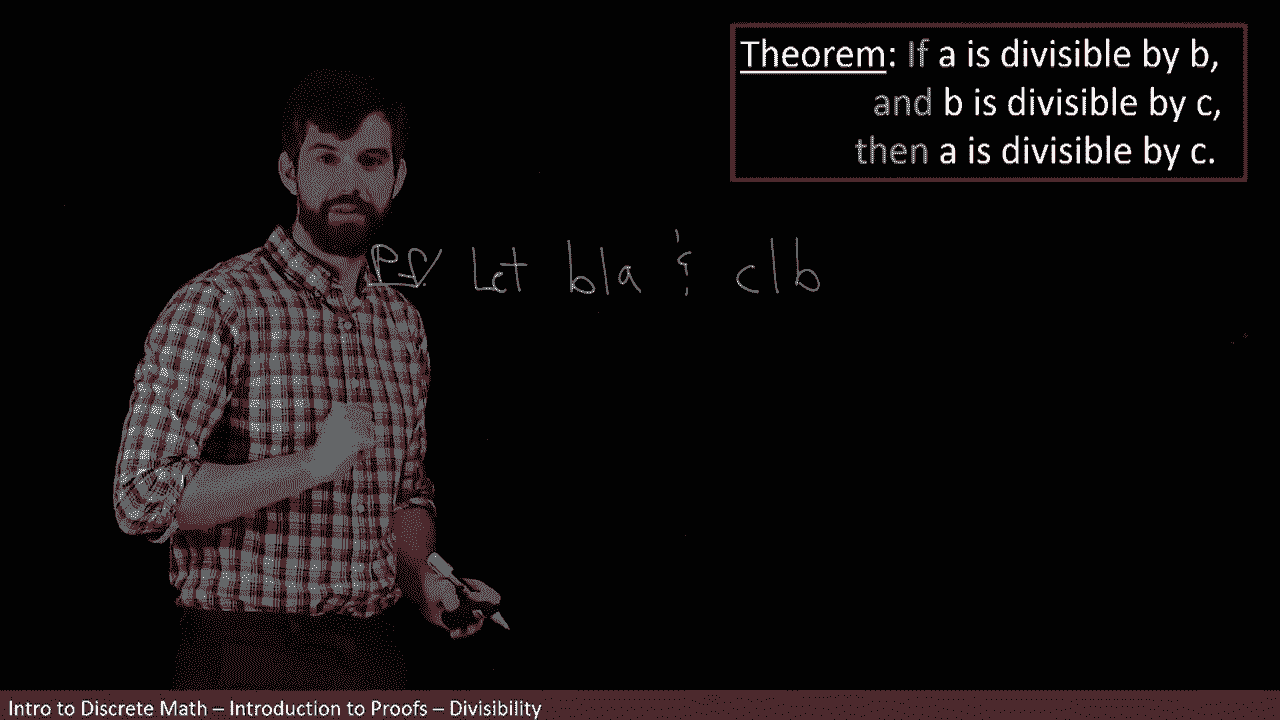 Theorem: If a is divisible by b,
and b is divisible by c,
then a is divisible by c.
Pf/ Let b|a & c|b
Intro to Discrete Math – Introduction to Proofs – Divisibility